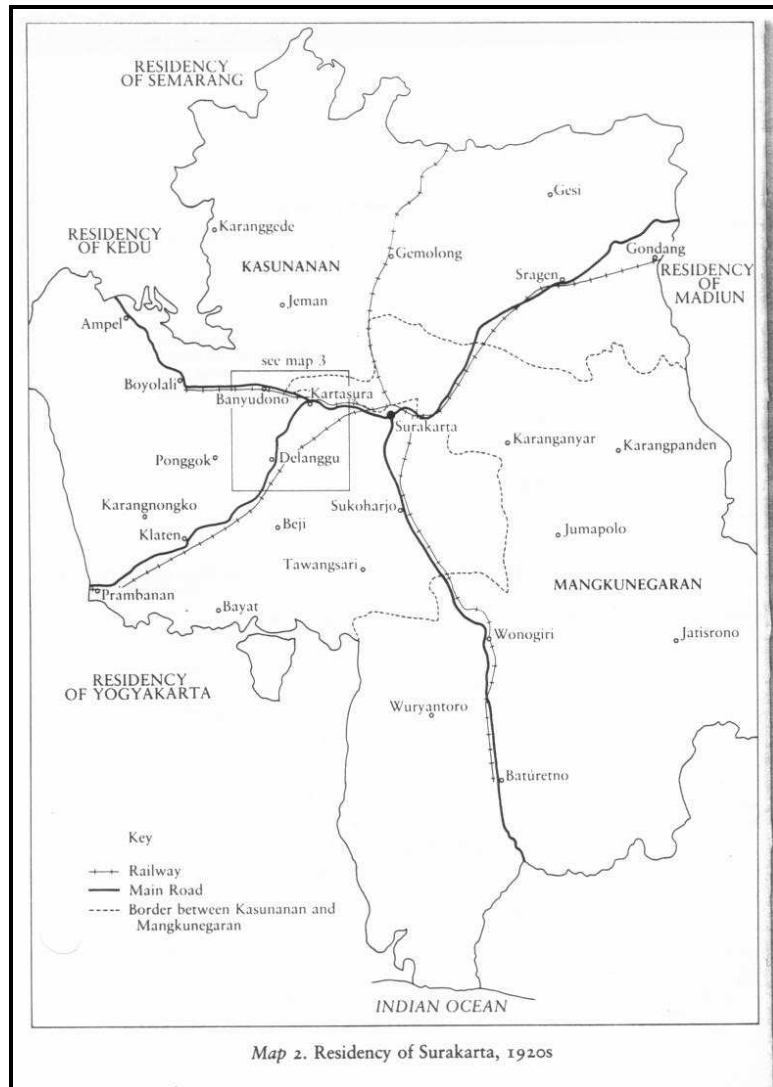 RESIDENCY
OF SEMARANG
Gesi
Karanggede
RESIDENCY
OF KEDU
KASUNANAN
Gemolong
Gondang
Sragen
RESIDENCY
OF
MADIUN
Jeman
Ampel
see map 3
Boyolali
Banyudono
Kartasura
Surakarta
Karanganyar
Karangpanden
Ponggok
Delanggu
Karangnongko
Sukoharjo
Klaten
Beji
Jumapolo
Tawangsari
MANGKUNEGARAN
Prambanan
Bayat
Wonogiri
Jatisrono
RESIDENCY
OF YOGYAKARTA
Wuryantoro
Baturetno
Key
Railway
Main Road
Border between Kasunanan and
Mangkunegaran
INDIAN OCEAN
Map 2. Residency of Surakarta, 1920s